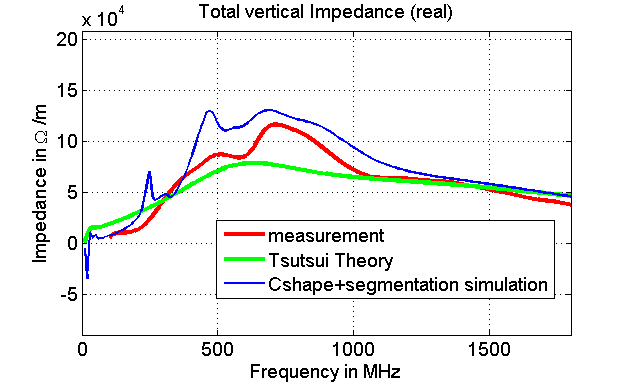 Total vertical Impedance (real)
x 10^4
20
15
10
5
0
-5
Impedance in Ω /m
measurement
Tsutsui Theory
Cshape+segmentation simulation
0 500 1000 1500
Frequency in MHz